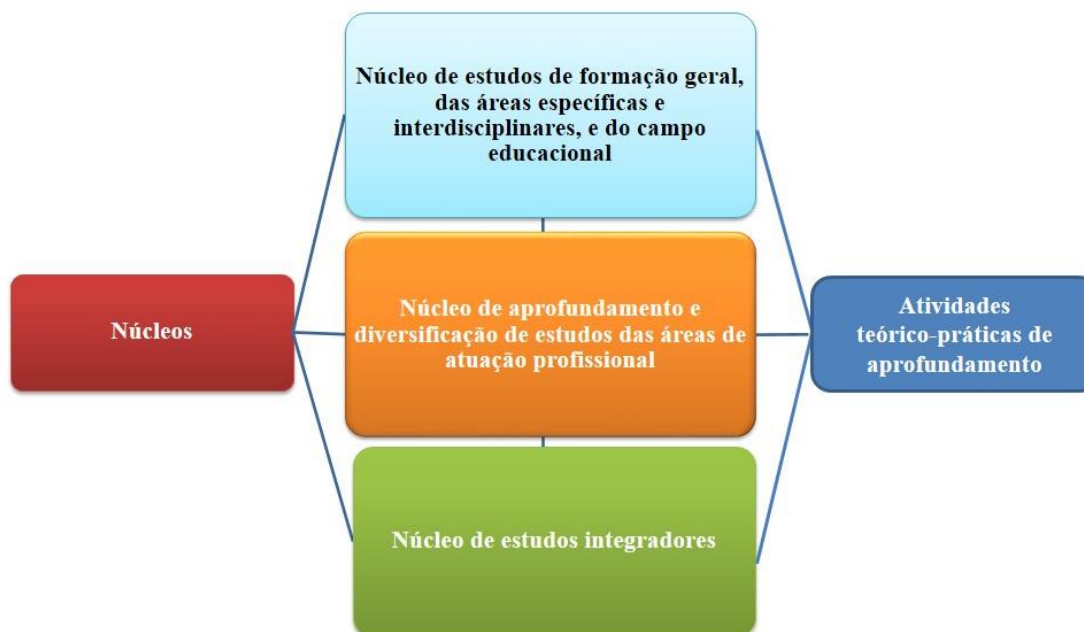 Núcleo de estudos de formação geral,
das áreas específicas e
interdisciplinares, e do campo
educacional
Núcleos
Núcleo de aprofundamento e
diversificação de estudos das áreas de
atuação profissional
Atividades
teórico-práticas de
aprofundamento
Núcleo de estudos integradores